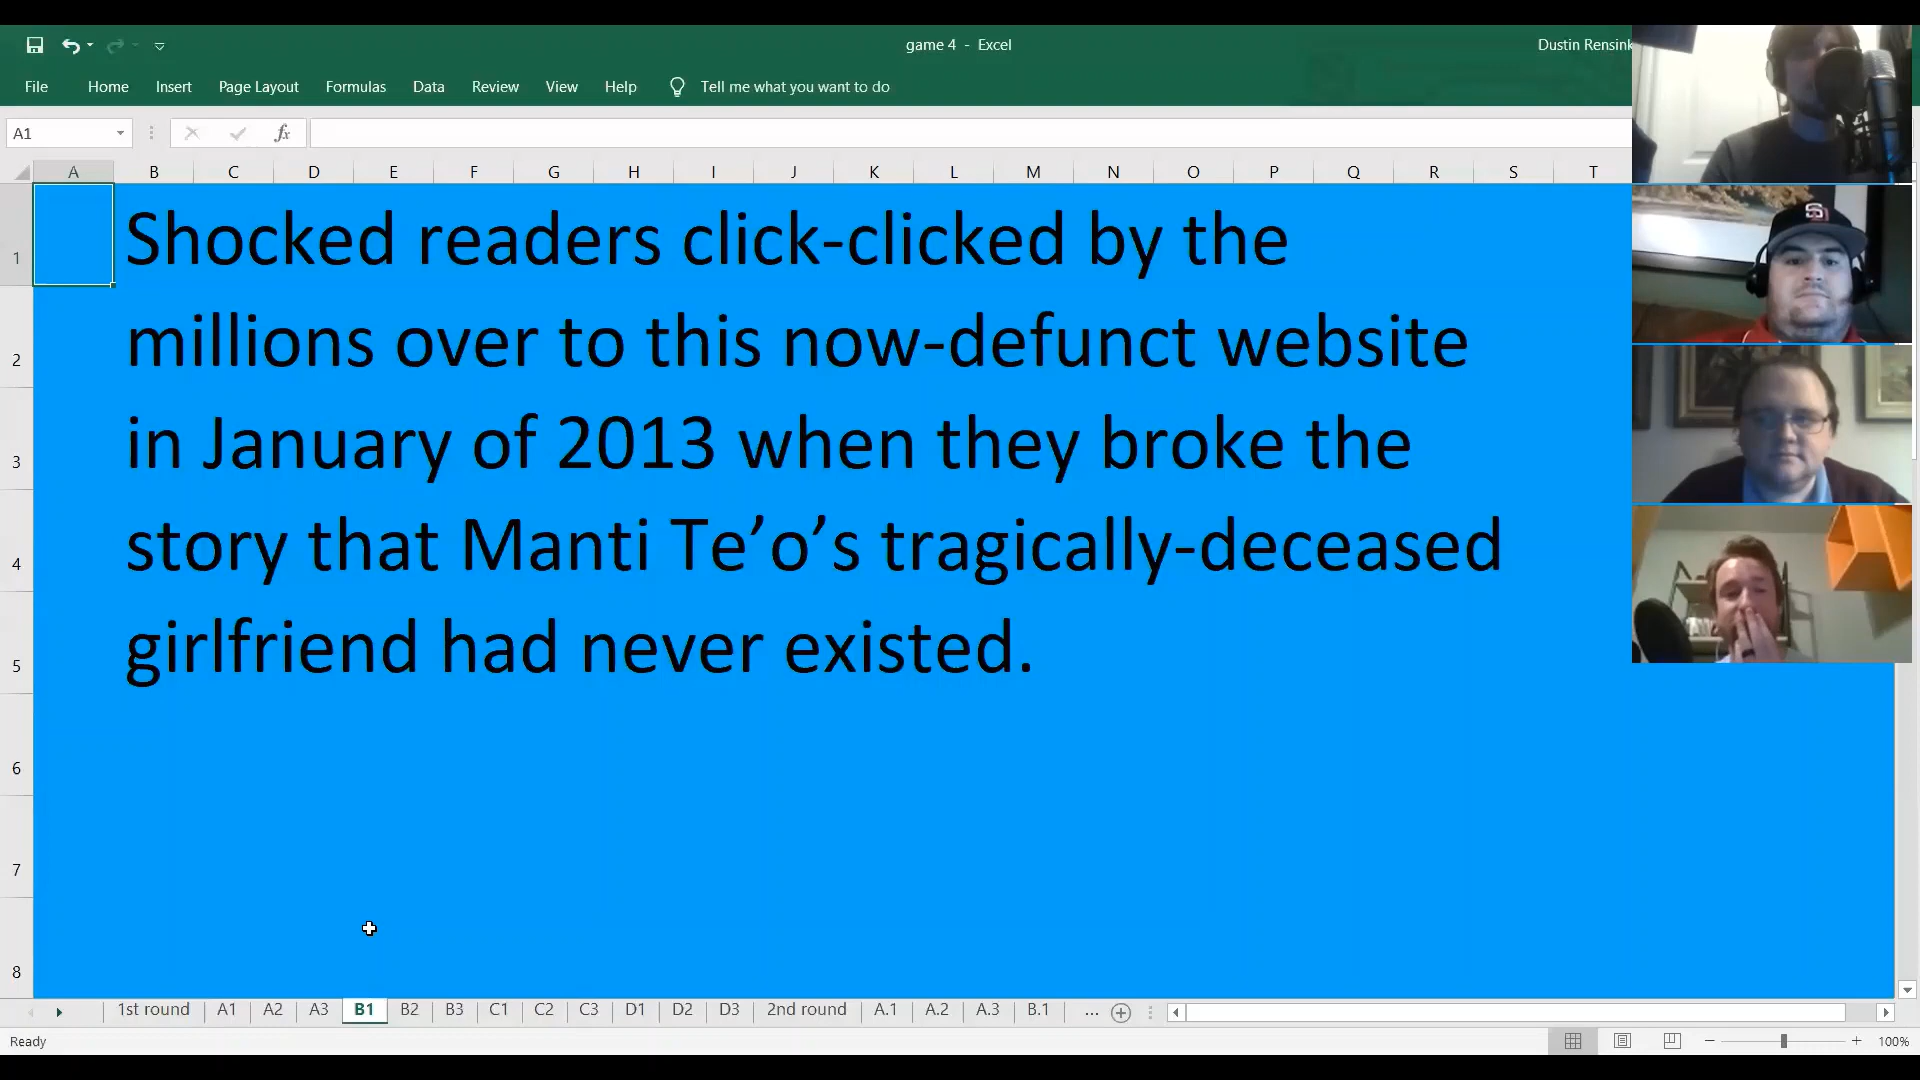 game 4 - Excel
Dustin Rensink
File Home Insert Page Layout Formulas Data Review View Help Tell me what you want to do
A1 fx
A B C D E F G H I J K L M N O P Q R S T
1 Shocked readers click-clicked by the
2 millions over to this now-defunct website
3 in January of 2013 when they broke the
4 story that Manti Te’o’s tragically-deceased
5 girlfriend had never existed.
6
7
8
1st round A1 A2 A3 B1 B2 B3 C1 C2 C3 D1 D2 D3 2nd round A.1 A.2 A.3 B.1 ...
Ready 100%
SD